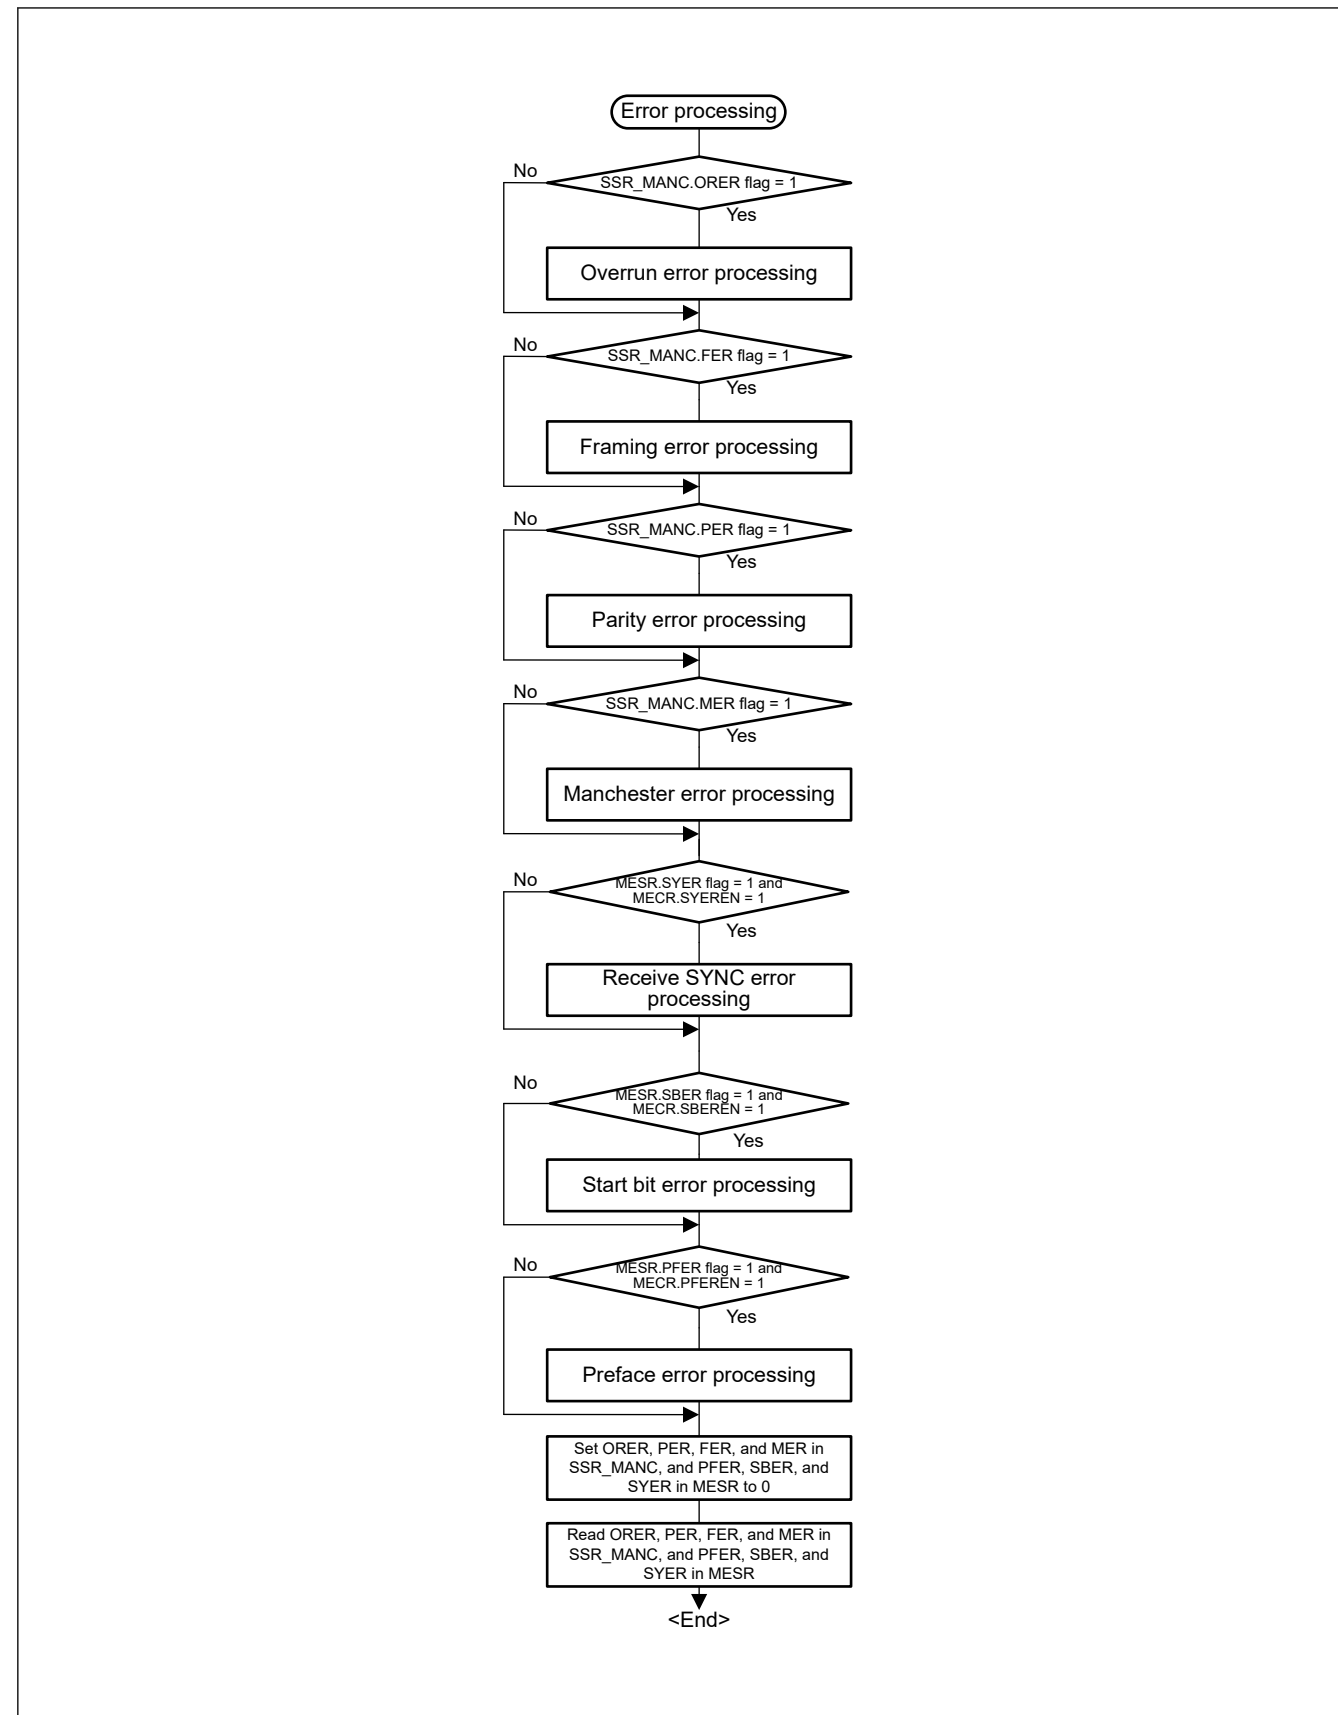 Error processing
No
SSR_MANC.ORER flag = 1
Yes
Overrun error processing
No
SSR_MANC.FER flag = 1
Yes
Framing error processing
No
SSR_MANC.PER flag = 1
Yes
Parity error processing
No
SSR_MANC.MER flag = 1
Yes
Manchester error processing
No
MESR.SYER flag = 1 and
MECR.SYEREN = 1
Yes
Receive SYNC error
processing
No
MESR.SBER flag = 1 and
MECR.SBEREN = 1
Yes
Start bit error processing
No
MESR.PFER flag = 1 and
MECR.PFEREN = 1
Yes
Preface error processing
Set ORER, PER, FER, and MER in
SSR_MANC, and PFER, SBER, and
SYER in MESR to 0
Read ORER, PER, FER, and MER in
SSR_MANC, and PFER, SBER, and
SYER in MESR
<End>